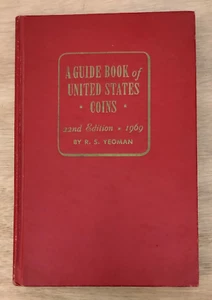 A GUIDE BOOK of
UNITED STATES
• COINS •
22nd Edition • 1969
BY R. S. YEOMAN